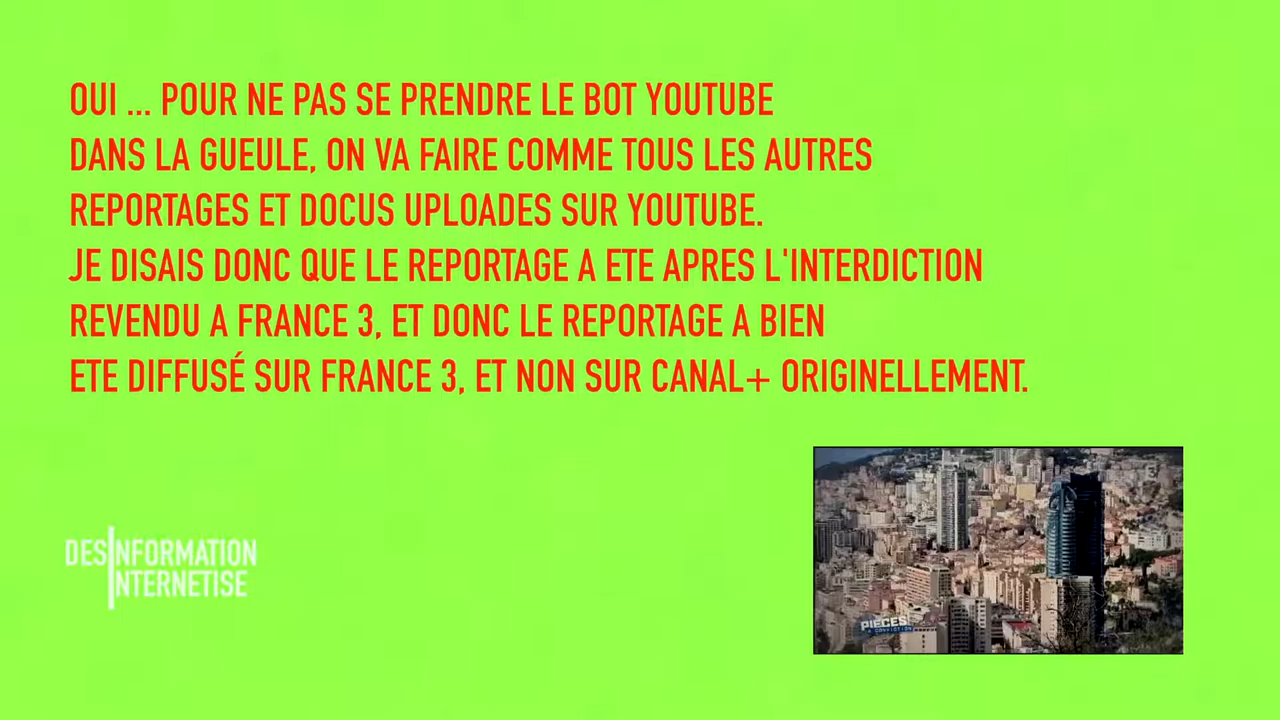 OUI ... POUR NE PAS SE PRENDRE LE BOT YOUTUBE
DANS LA GUEULE, ON VA FAIRE COMME TOUS LES AUTRES
REPORTAGES ET DOCUS UPLOADES SUR YOUTUBE.
JE DISAIS DONC QUE LE REPORTAGE A ETE APRES L'INTERDICTION
REVENDU A FRANCE 3, ET DONC LE REPORTAGE A BIEN
ETE DIFFUSÉ SUR FRANCE 3, ET NON SUR CANAL+ ORIGINELLEMENT.
3
PIECES
A CONVICTION
DESINFORMATION
INTERNETISE